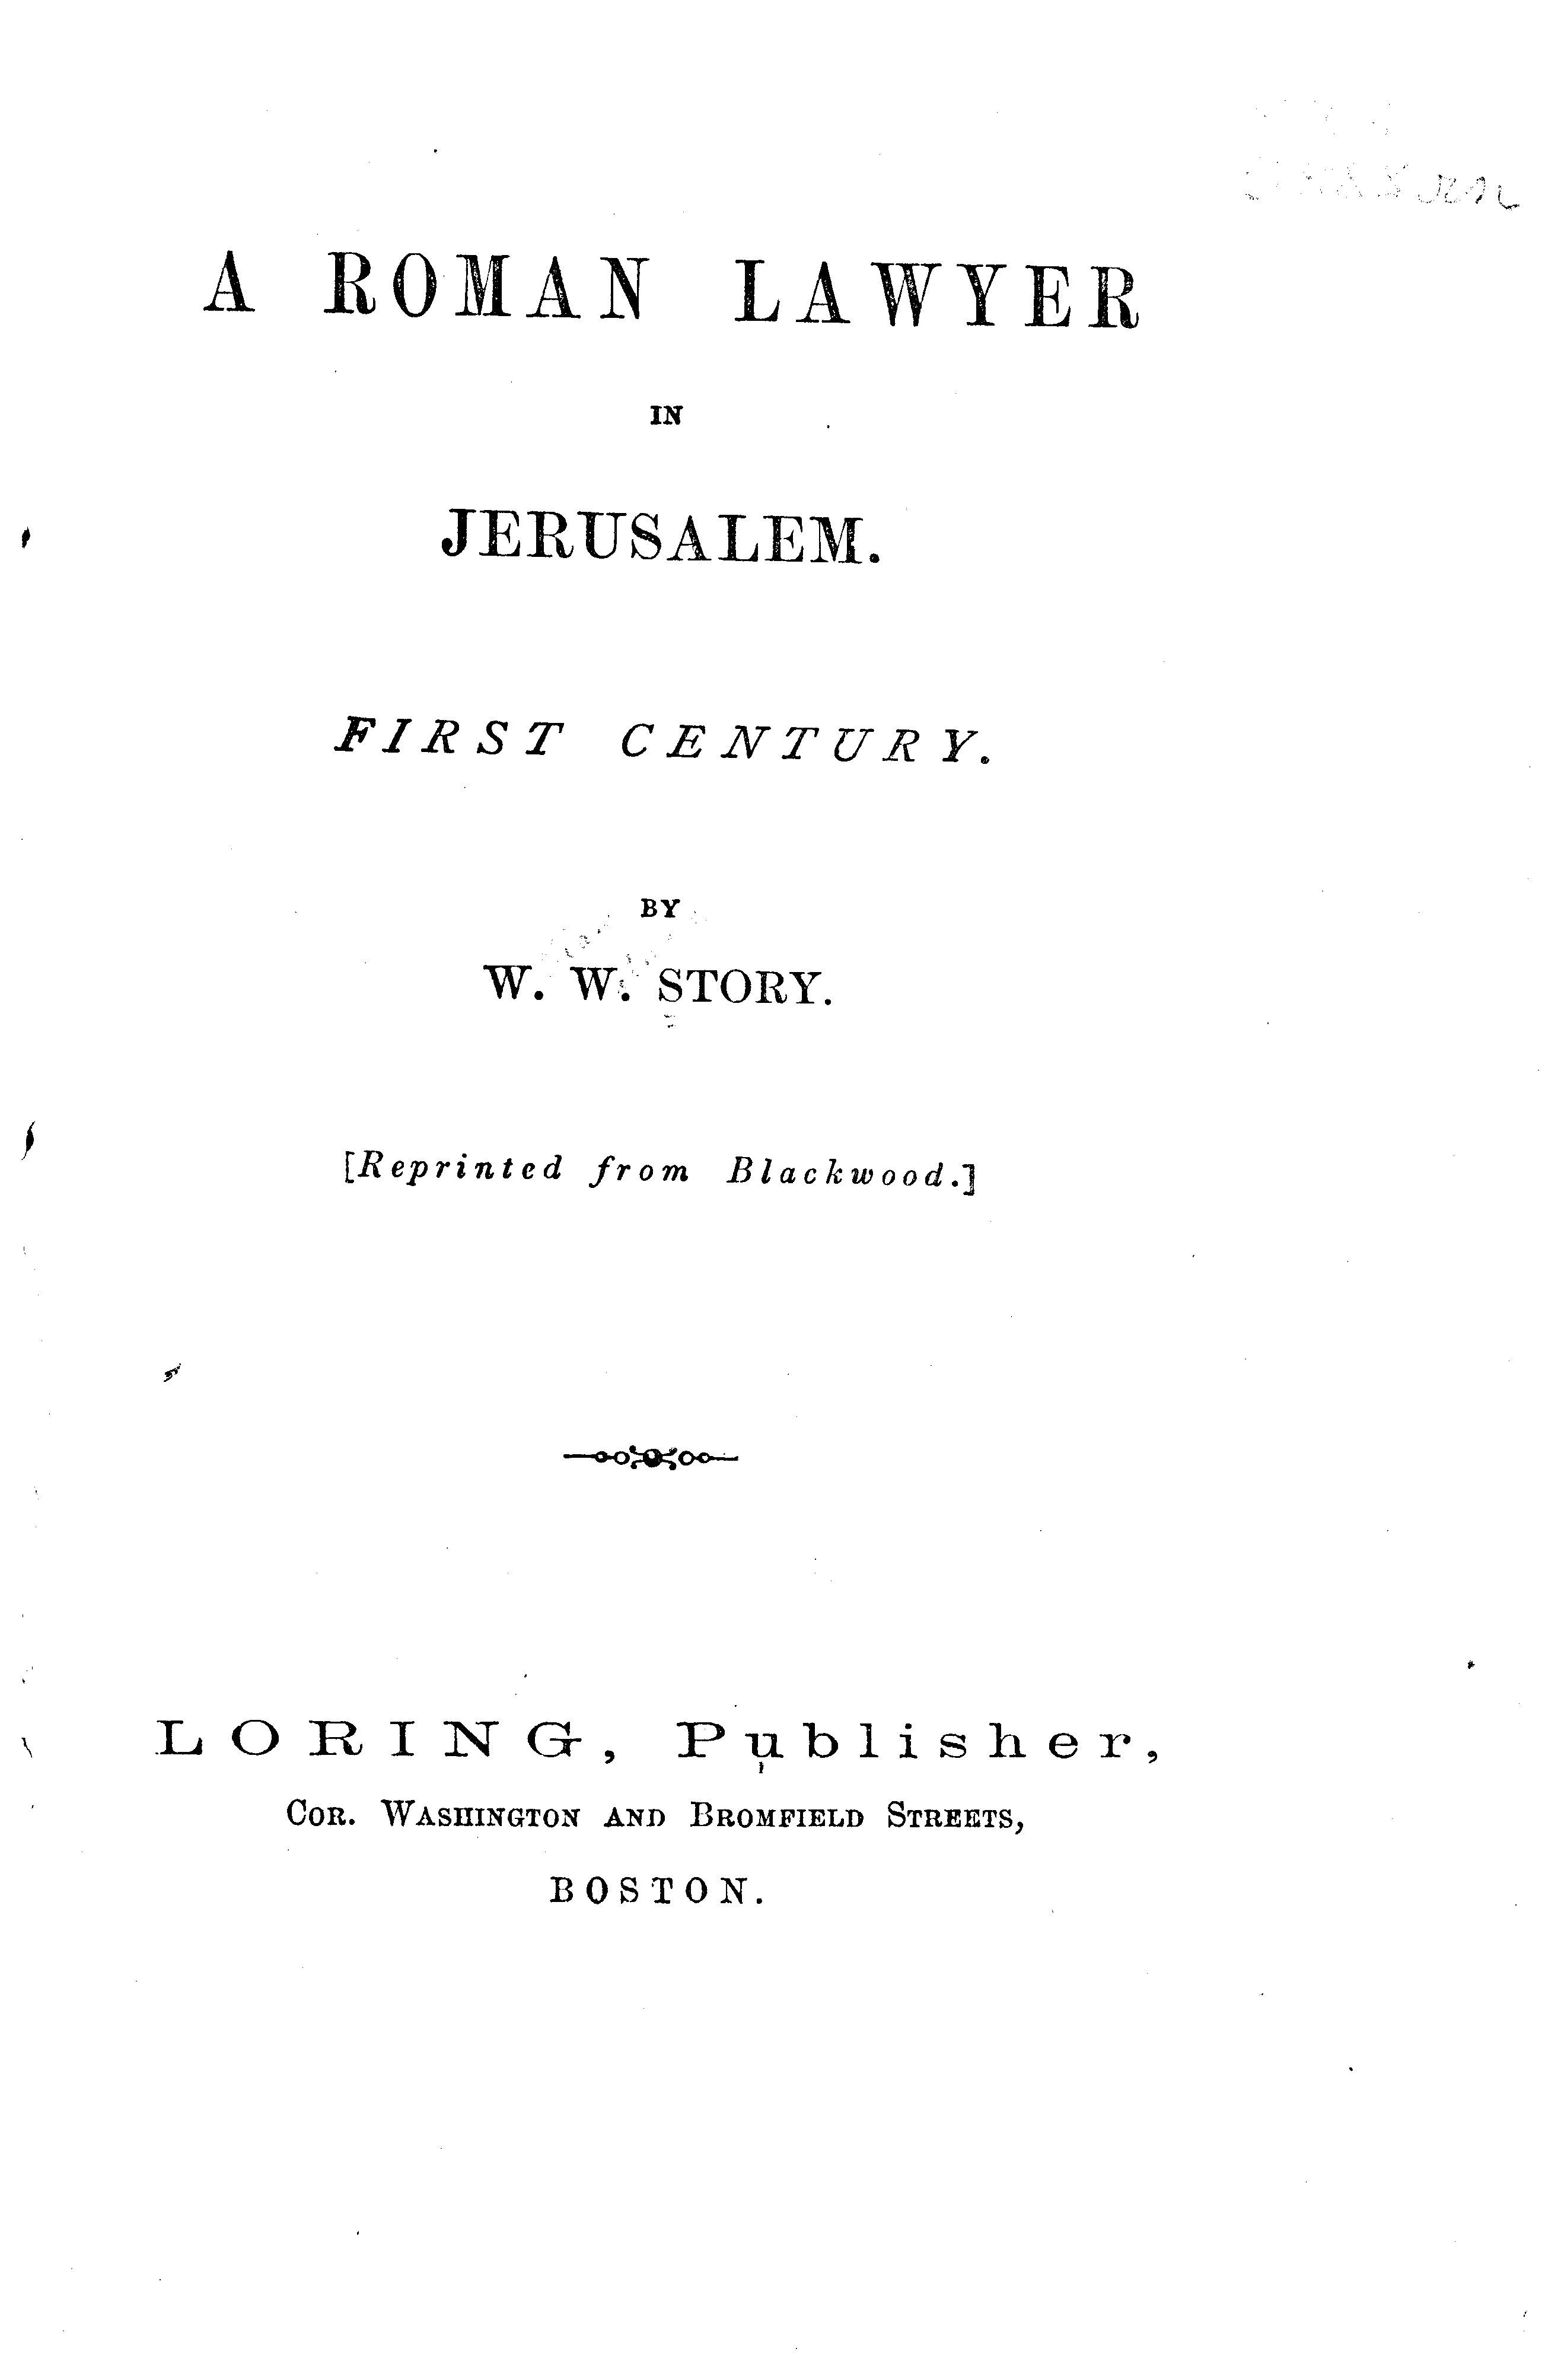 A ROMAN LAWYER
IN
JERUSALEM.
FIRST CENTURY.
BY
W. W. STORY.
[Reprinted from Blackwood.]
LORING, Publisher,
COR. WASHINGTON AND BROMFIELD STREETS,
BOSTON.